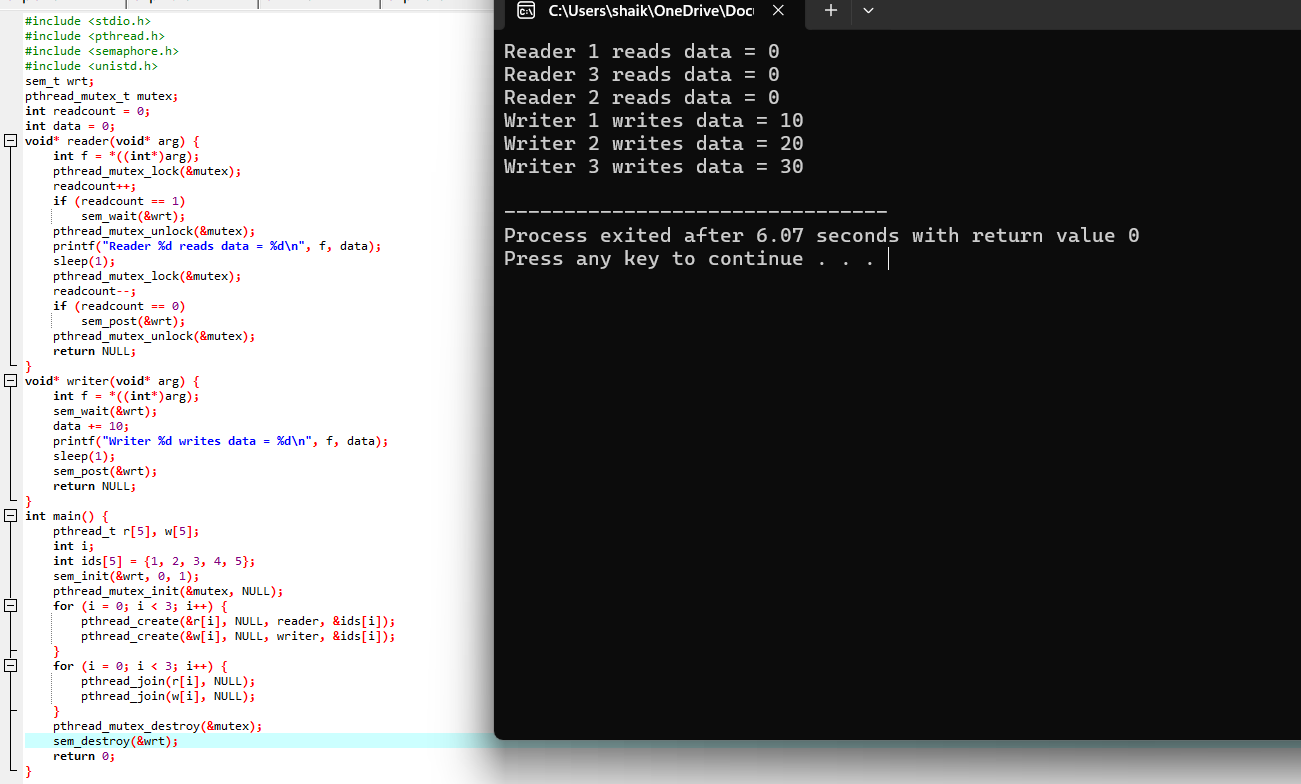 #include <stdio.h>
#include <pthread.h>
#include <semaphore.h>
#include <unistd.h>
sem_t wrt;
pthread_mutex_t mutex;
int readcount = 0;
int data = 0;
void* reader(void* arg) {
    int f = *((int*)arg);
    pthread_mutex_lock(&mutex);
    readcount++;
    if (readcount == 1)
        sem_wait(&wrt);
    pthread_mutex_unlock(&mutex);
    printf("Reader %d reads data = %d\n", f, data);
    sleep(1);
    pthread_mutex_lock(&mutex);
    readcount--;
    if (readcount == 0)
        sem_post(&wrt);
    pthread_mutex_unlock(&mutex);
    return NULL;
}
void* writer(void* arg) {
    int f = *((int*)arg);
    sem_wait(&wrt);
    data += 10;
    printf("Writer %d writes data = %d\n", f, data);
    sleep(1);
    sem_post(&wrt);
    return NULL;
}
int main() {
    pthread_t r[5], w[5];
    int i;
    int ids[5] = {1, 2, 3, 4, 5};
    sem_init(&wrt, 0, 1);
    pthread_mutex_init(&mutex, NULL);
    for (i = 0; i < 3; i++) {
        pthread_create(&r[i], NULL, reader, &ids[i]);
        pthread_create(&w[i], NULL, writer, &ids[i]);
    }
    for (i = 0; i < 3; i++) {
        pthread_join(r[i], NULL);
        pthread_join(w[i], NULL);
    }
    pthread_mutex_destroy(&mutex);
    sem_destroy(&wrt);
    return 0;
}
C:\Users\shaik\OneDrive\Doc
Reader 1 reads data = 0
Reader 3 reads data = 0
Reader 2 reads data = 0
Writer 1 writes data = 10
Writer 2 writes data = 20
Writer 3 writes data = 30
--------------------------------
Process exited after 6.07 seconds with return value 0
Press any key to continue . . .